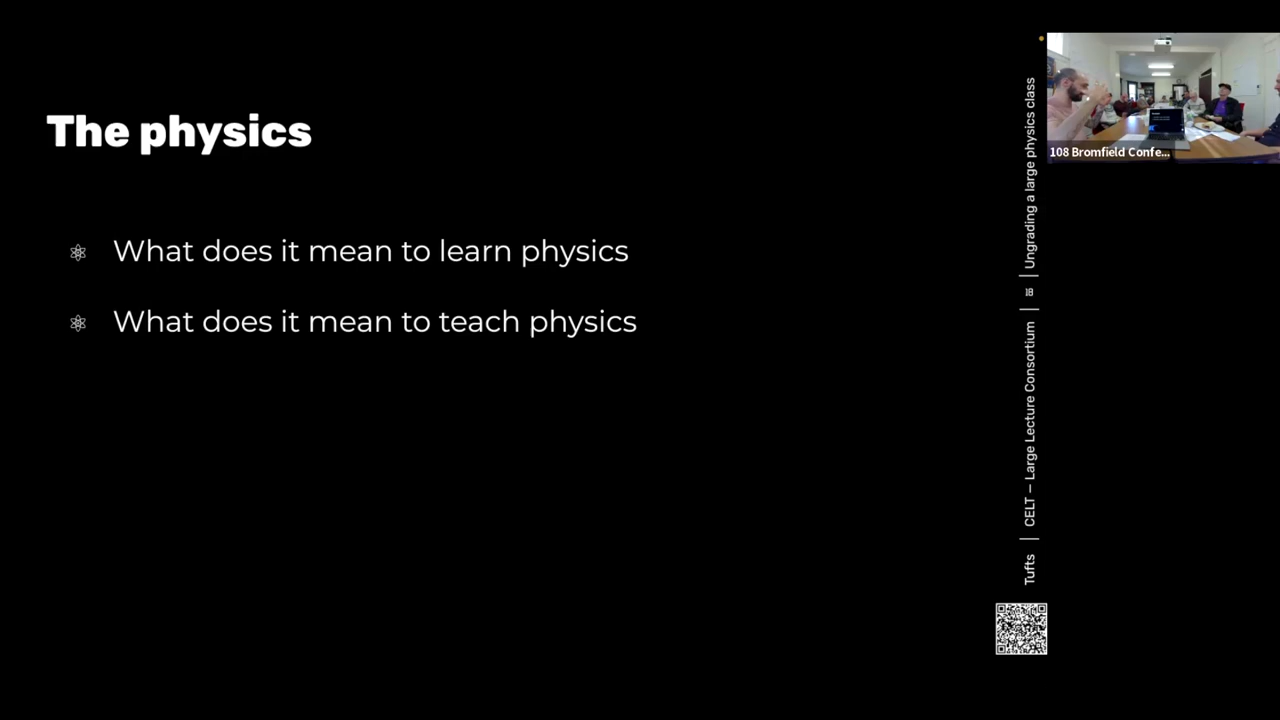 The physics
What does it mean to learn physics
What does it mean to teach physics
Tufts | CELT – Large Lecture Consortium | 18 | Ungrading a large physics class
108 Bromfield Confe...